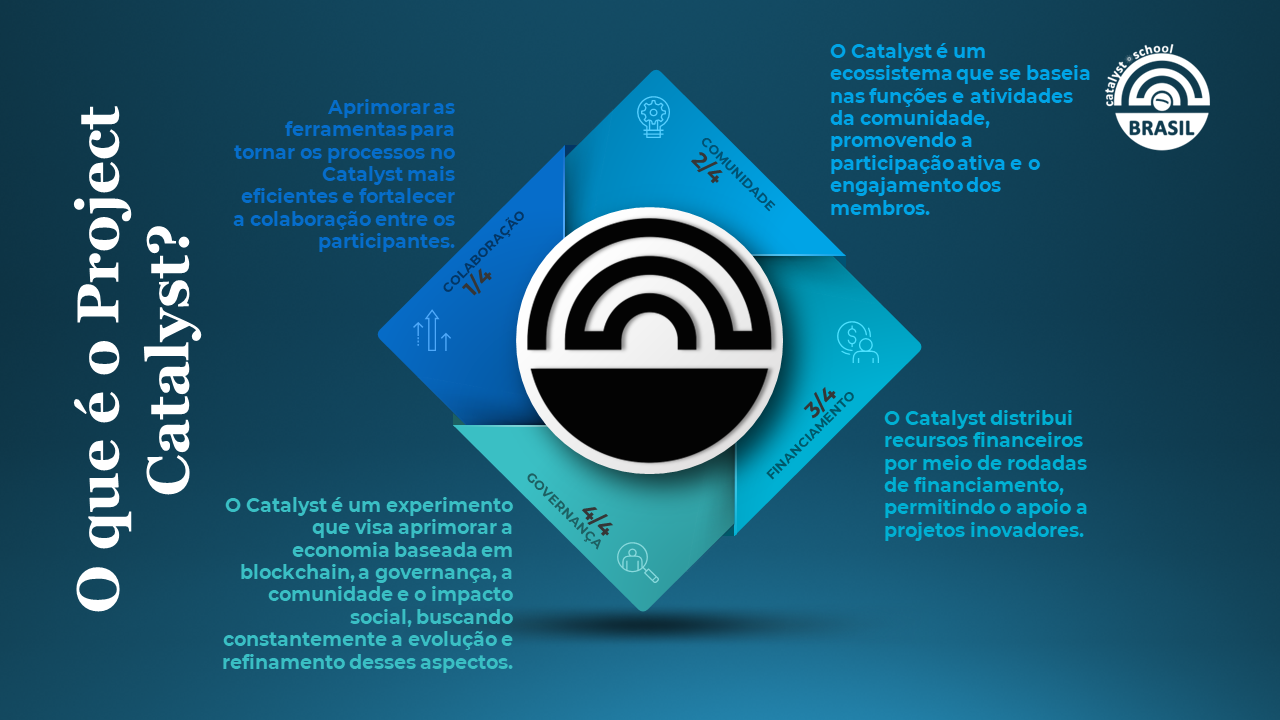 O que é o Project
Catalyst?
Aprimorar as
ferramentas para
tornar os processos no
Catalyst mais
eficientes e fortalecer
a colaboração entre os
participantes.
COLABORAÇÃO
1/4
COMUNIDADE
2/4
O Catalyst é um
ecossistema que se baseia
nas funções e atividades
da comunidade,
promovendo a
participação ativa e o
engajamento dos
membros.
catalyst school
BRASIL
3/4
FINANCIAMENTO
O Catalyst distribui
recursos financeiros
por meio de rodadas
de financiamento,
permitindo o apoio a
projetos inovadores.
4/4
GOVERNANÇA
O Catalyst é um experimento
que visa aprimorar a
economia baseada em
blockchain, a governança, a
comunidade e o impacto
social, buscando
constantemente a evolução e
refinamento desses aspectos.